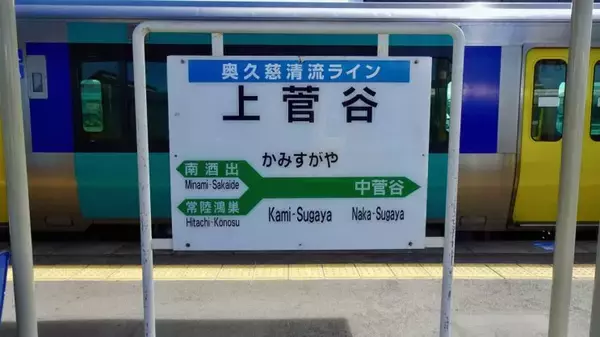 奥久慈清流ライン
上菅谷
かみすがや
南酒出
Minami-Sakaide
中菅谷
常陸鴻巣
Hitachi-Konosu
Kami-Sugaya
Naka-Sugaya